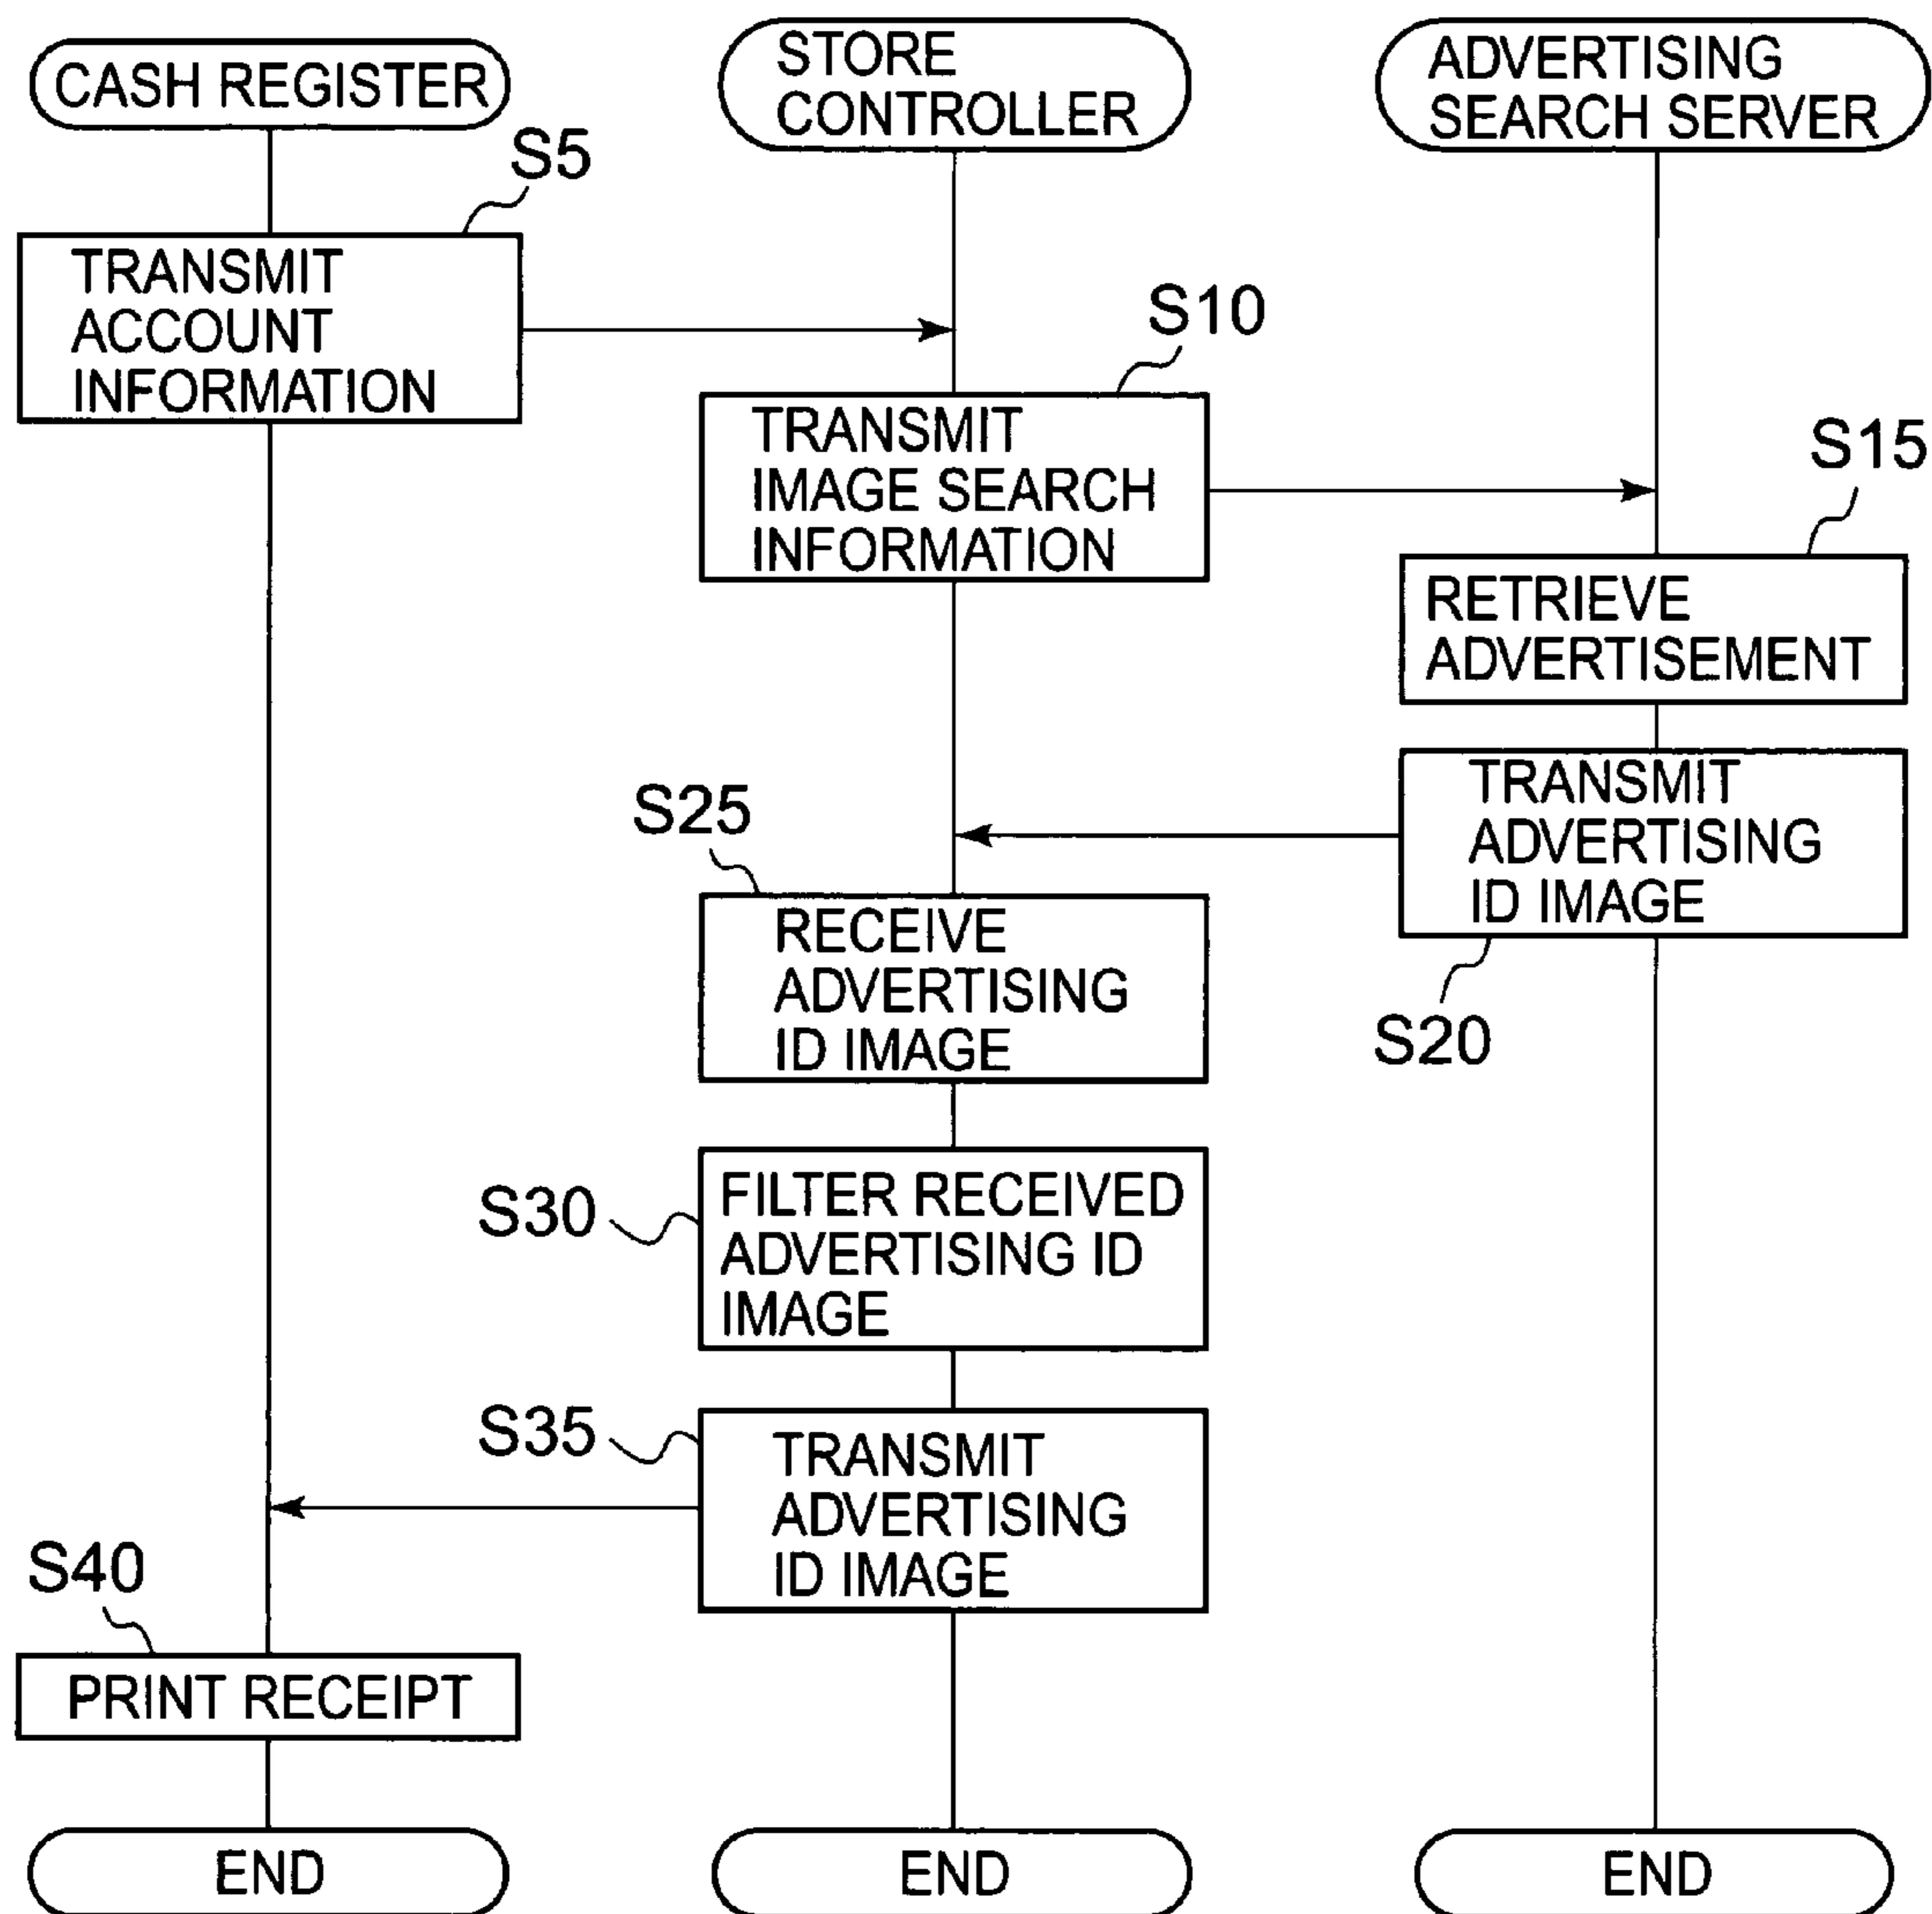 CASH REGISTER
STORE
CONTROLLER
ADVERTISING
SEARCH SERVER
S5
TRANSMIT
ACCOUNT
INFORMATION
S10
TRANSMIT
IMAGE SEARCH
INFORMATION
S15
RETRIEVE
ADVERTISEMENT
TRANSMIT
ADVERTISING
ID IMAGE
S20
S25
RECEIVE
ADVERTISING
ID IMAGE
S30
FILTER RECEIVED
ADVERTISING ID
IMAGE
S35
TRANSMIT
ADVERTISING
ID IMAGE
S40
PRINT RECEIPT
END
END
END